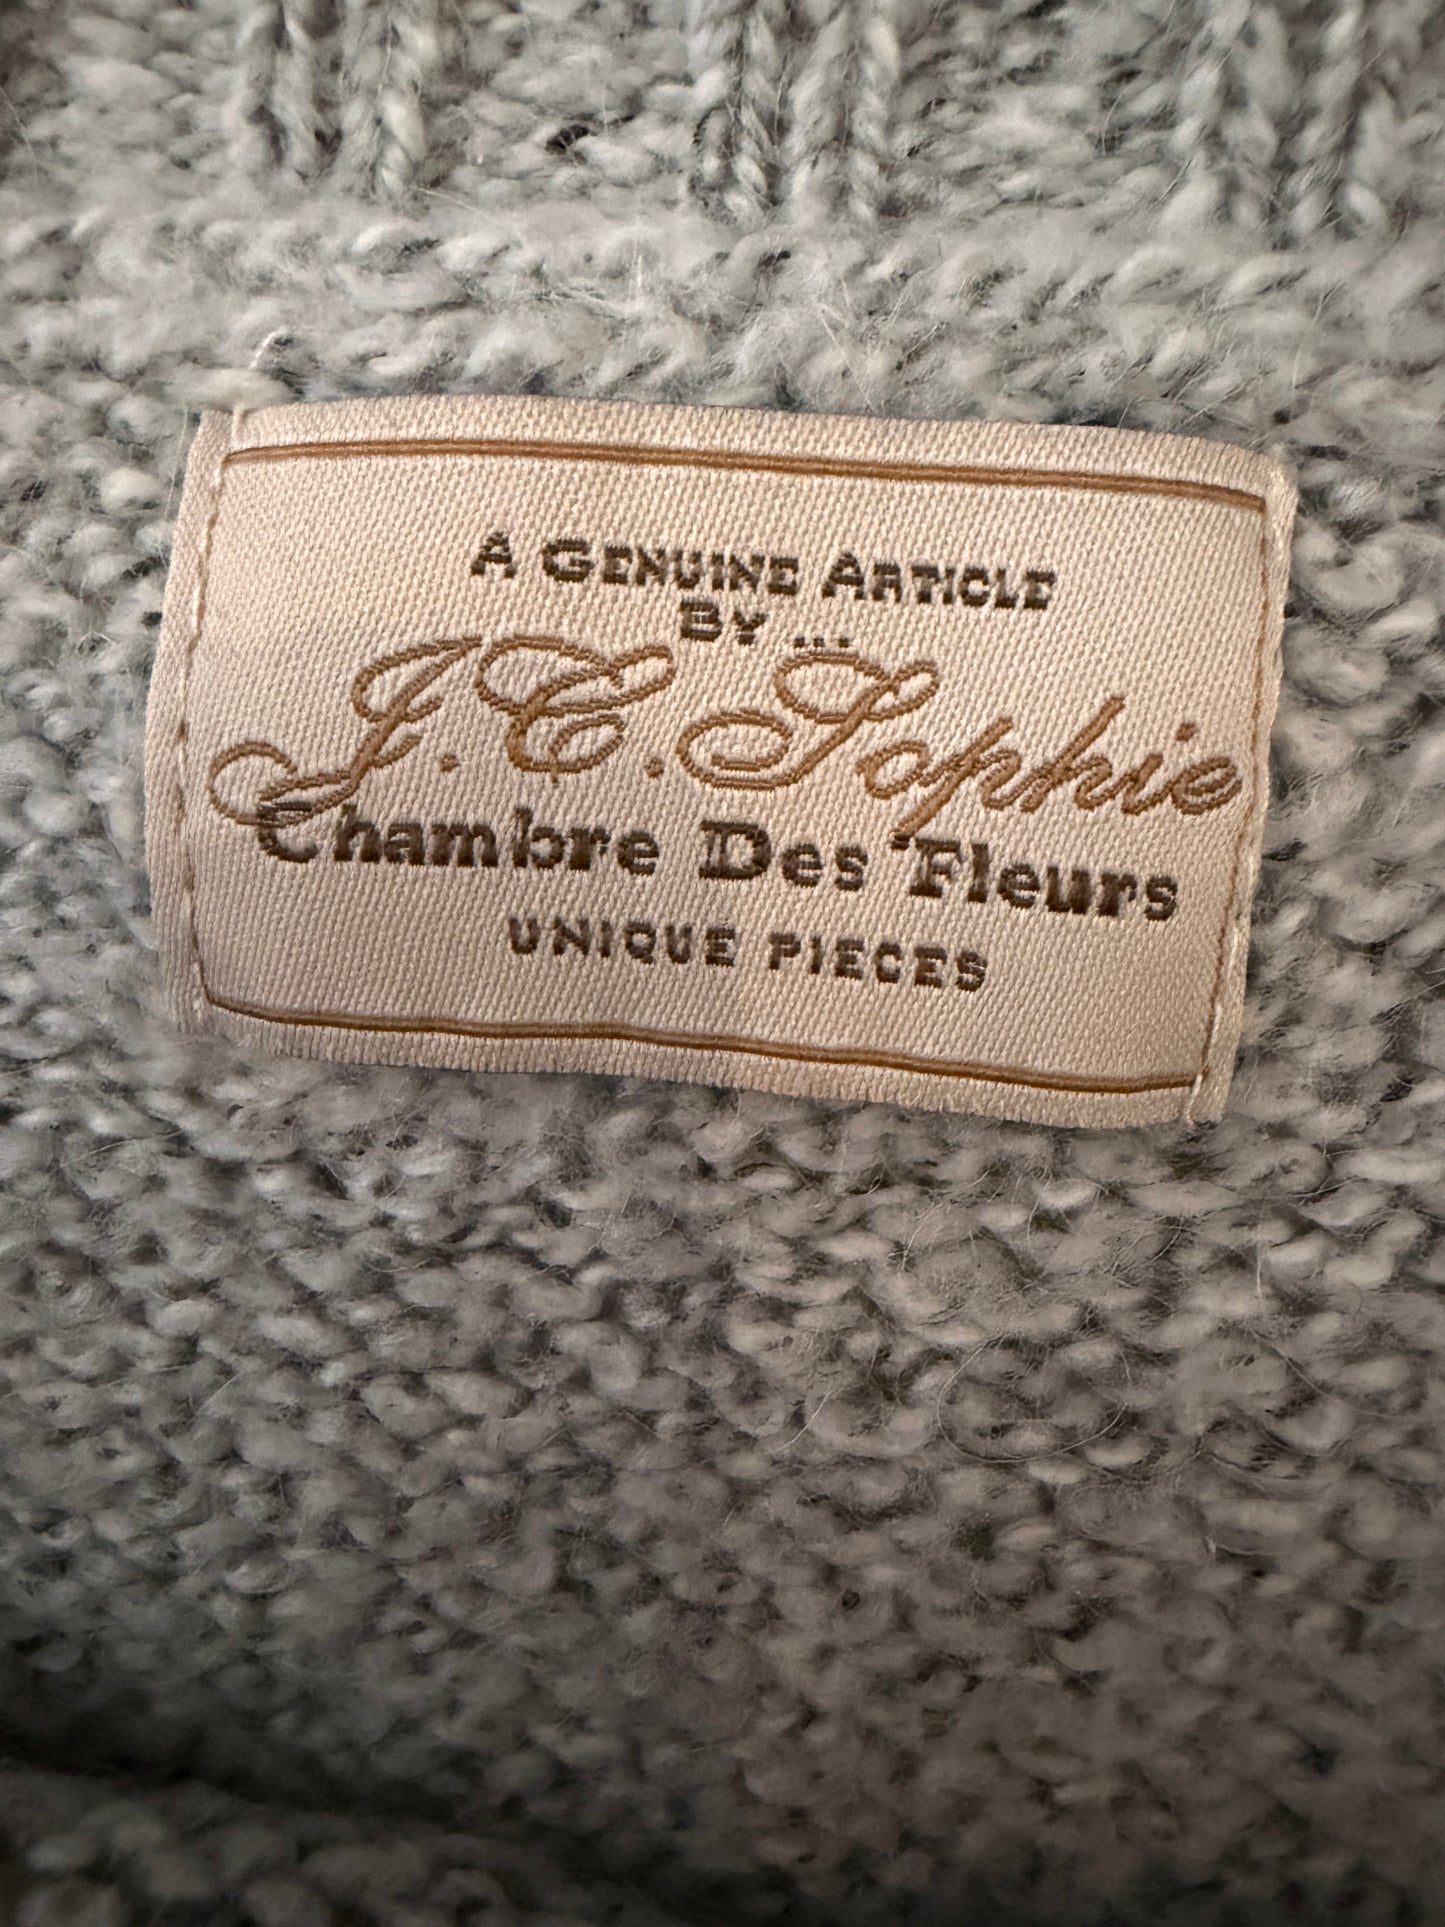 A GENUINE ARTICLE
BY ...
J.C. Sophie
Chambre Des Fleurs
UNIQUE PIECES